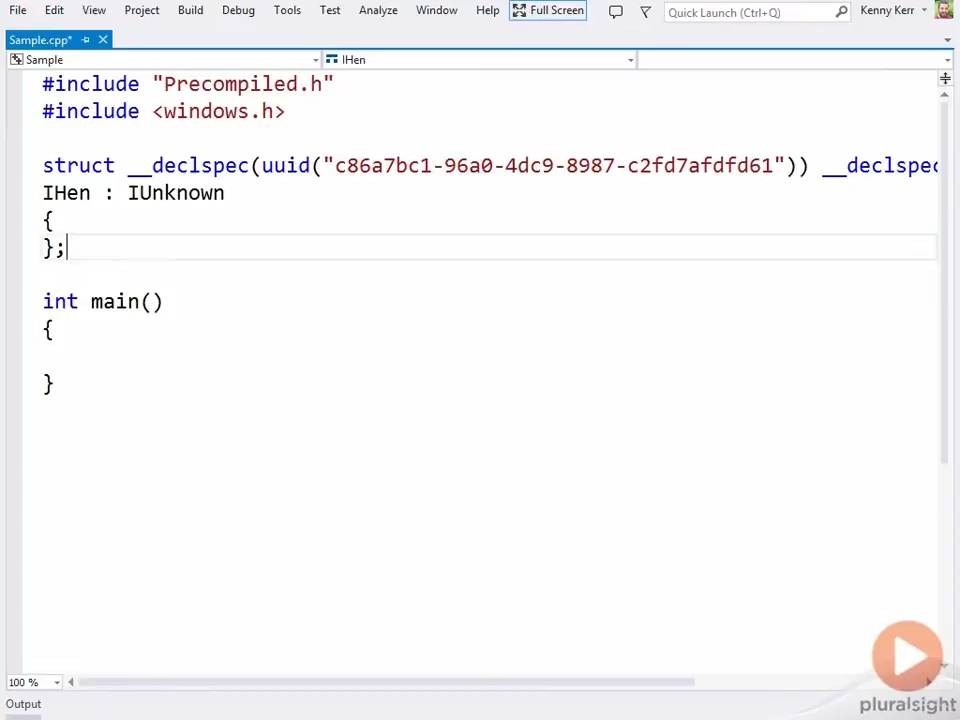 File Edit View Project Build Debug Tools Test Analyze Window Help Full Screen Quick Launch (Ctrl+Q) Kenny Kerr
Sample.cpp*
Sample IHen
#include "Precompiled.h"
#include <windows.h>
struct __declspec(uuid("c86a7bc1-96a0-4dc9-8987-c2fd7afdfd61")) __declspec
IHen : IUnknown
{
};
int main()
{
}
100 %
pluralsight
Output